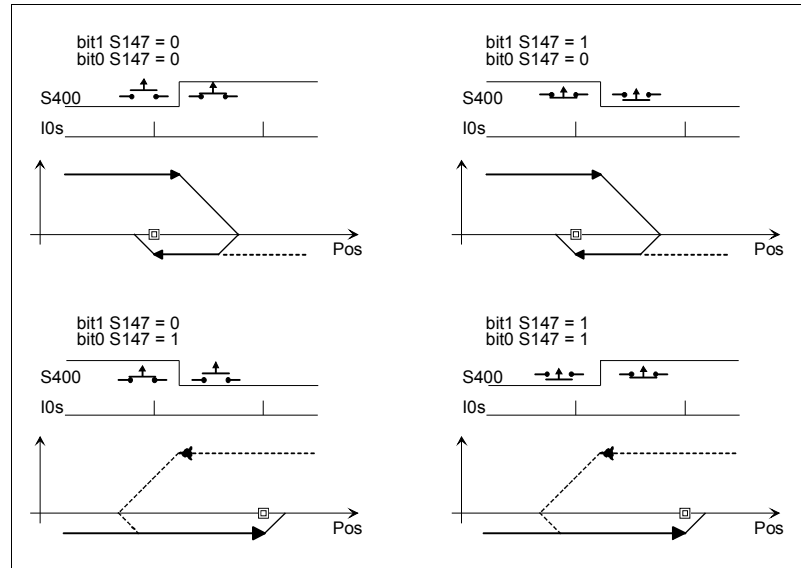 bit1 S147 = 0
bit0 S147 = 0
S400
I0s
Pos
bit1 S147 = 1
bit0 S147 = 0
S400
I0s
Pos
bit1 S147 = 0
bit0 S147 = 1
S400
I0s
Pos
bit1 S147 = 1
bit0 S147 = 1
S400
I0s
Pos